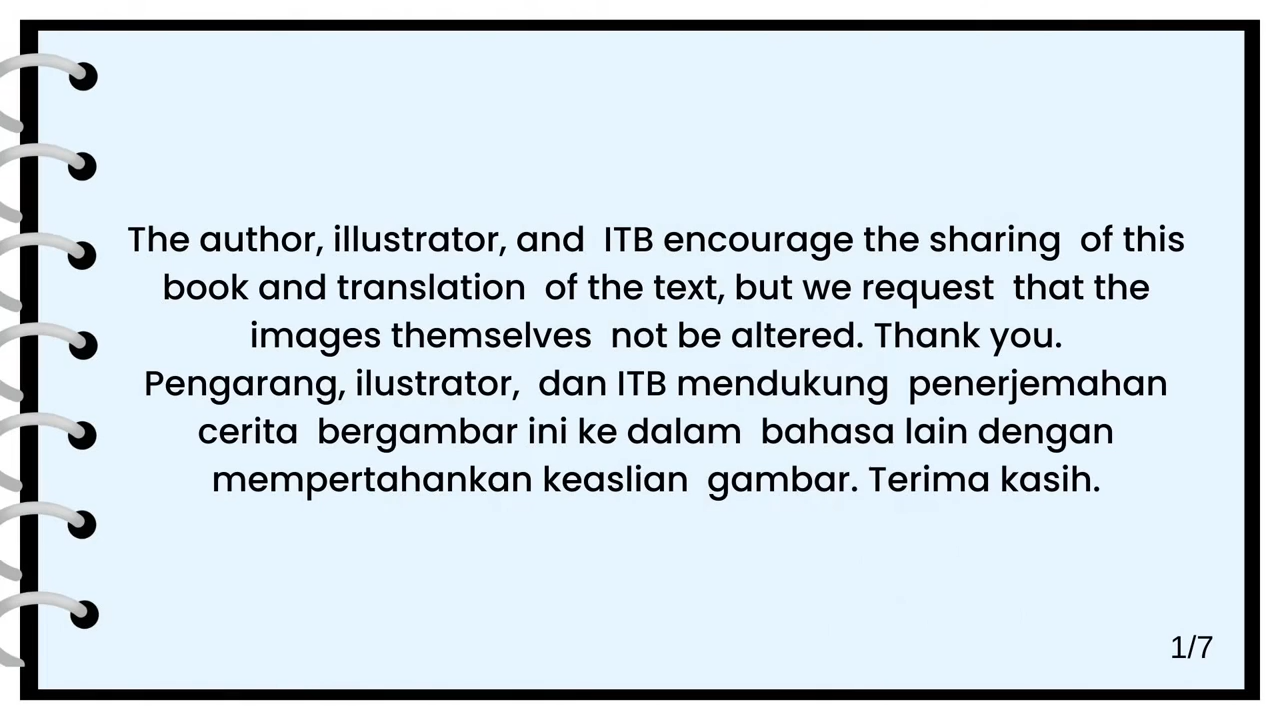 The author, illustrator, and ITB encourage the sharing of this
book and translation of the text, but we request that the
images themselves not be altered. Thank you.
Pengarang, ilustrator, dan ITB mendukung penerjemahan
cerita bergambar ini ke dalam bahasa lain dengan
mempertahankan keaslian gambar. Terima kasih.
1/7